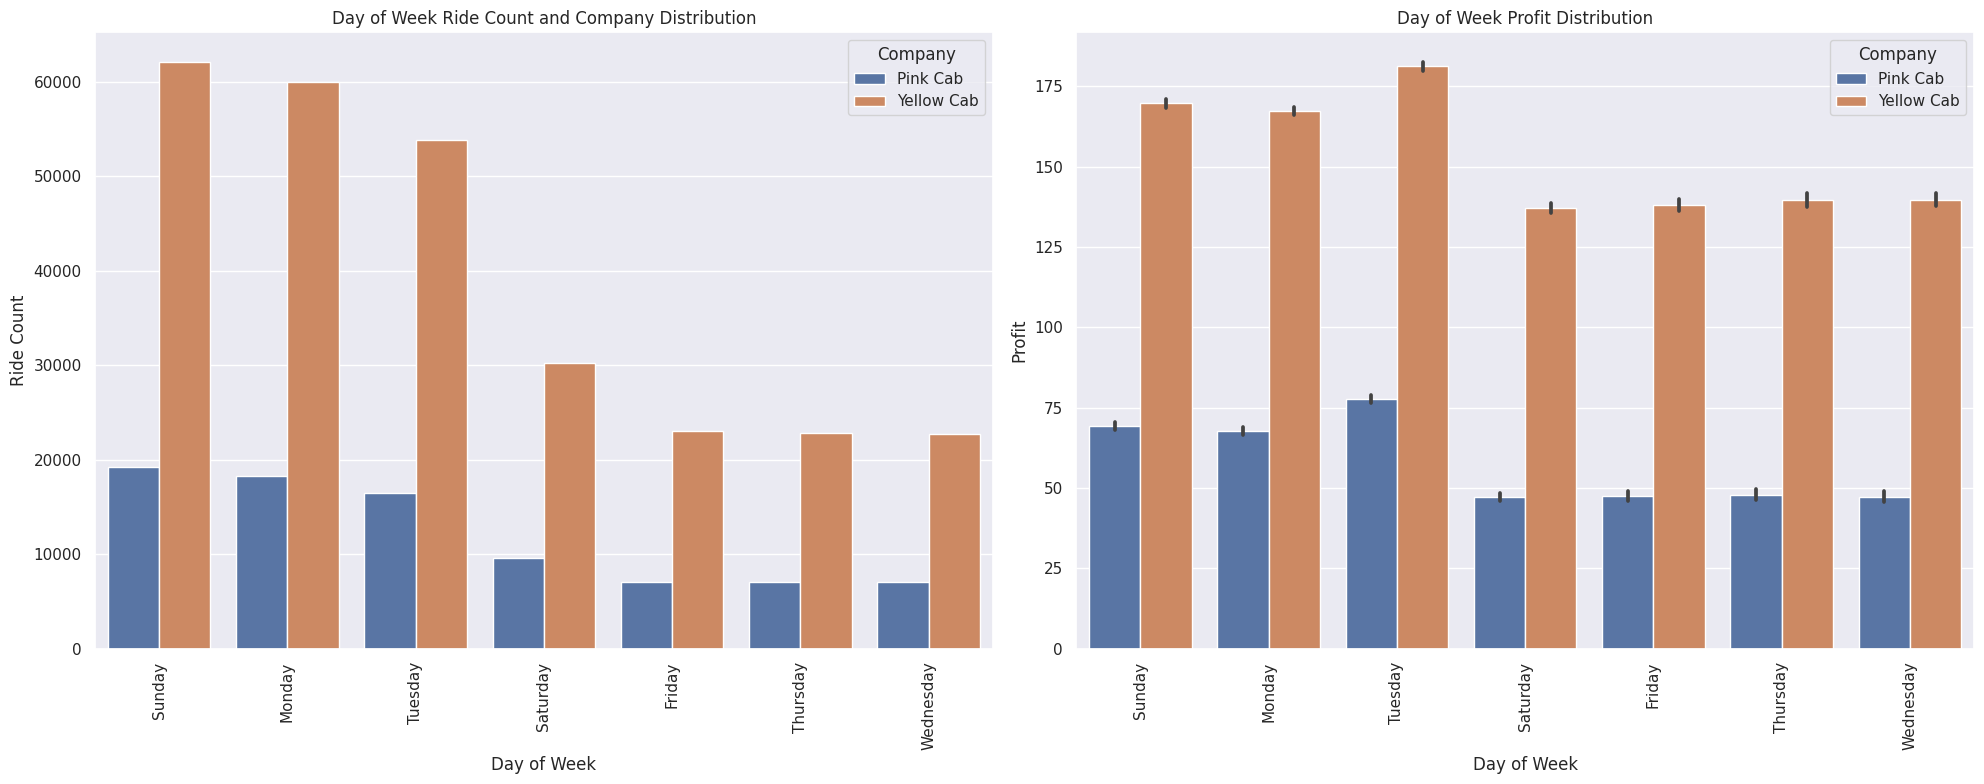 Day of Week Ride Count and Company Distribution
Company
Pink Cab
Yellow Cab
60000
50000
40000
30000
20000
10000
0
Ride Count
Sunday
Monday
Tuesday
Saturday
Friday
Thursday
Wednesday
Day of Week
Day of Week Profit Distribution
Company
Pink Cab
Yellow Cab
175
150
125
100
75
50
25
0
Profit
Sunday
Monday
Tuesday
Saturday
Friday
Thursday
Wednesday
Day of Week